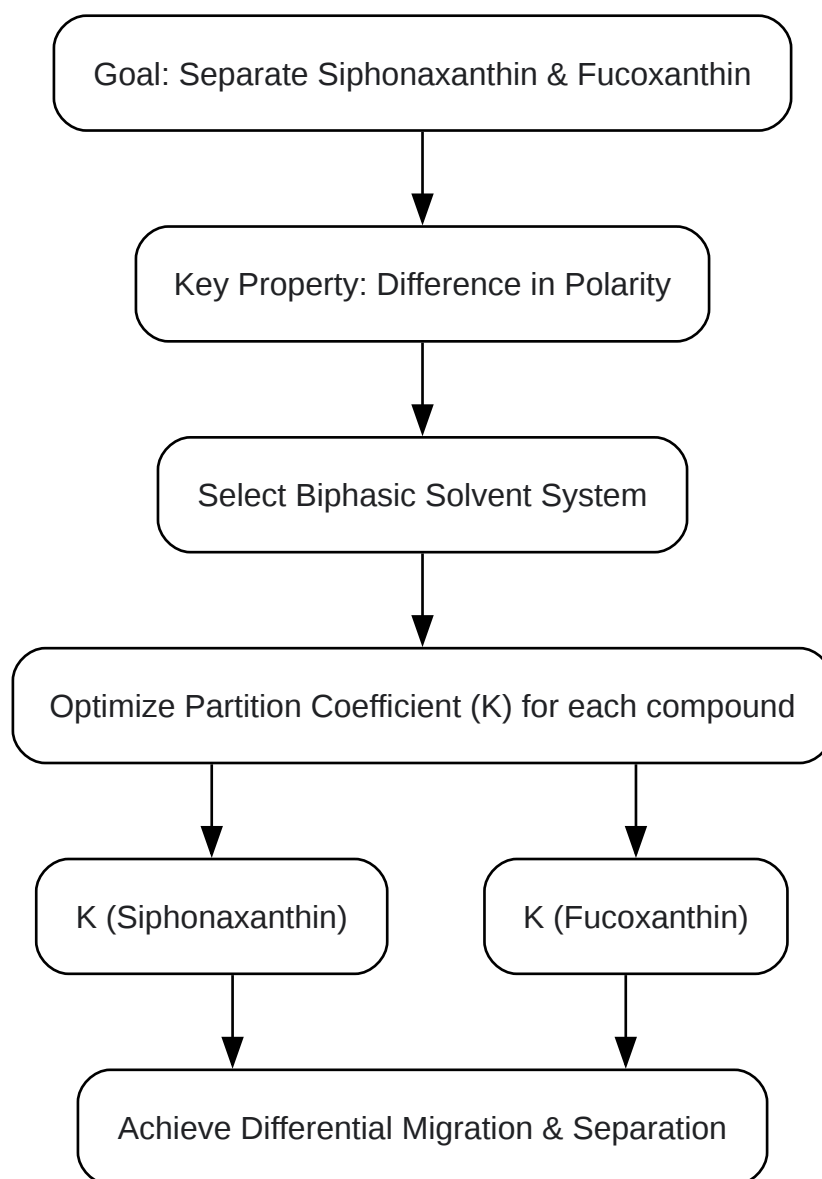 Goal: Separate Siphonaxanthin & Fucoxanthin
Key Property: Difference in Polarity
Select Biphasic Solvent System
Optimize Partition Coefficient (K) for each compound
K (Siphonaxanthin)
K (Fucoxanthin)
Achieve Differential Migration & Separation